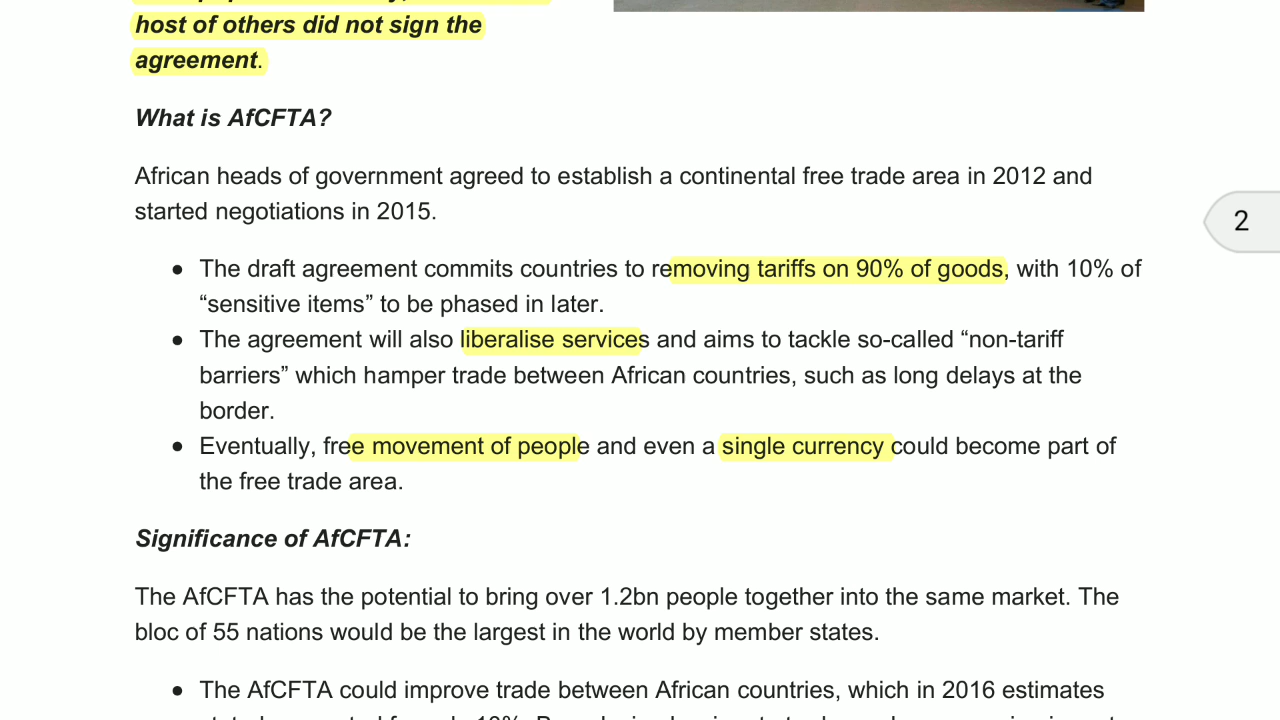 host of others did not sign the
agreement.
What is AfCFTA?
African heads of government agreed to establish a continental free trade area in 2012 and
started negotiations in 2015.
● The draft agreement commits countries to removing tariffs on 90% of goods, with 10% of
“sensitive items” to be phased in later.
● The agreement will also liberalise services and aims to tackle so-called “non-tariff
barriers” which hamper trade between African countries, such as long delays at the
border.
● Eventually, free movement of people and even a single currency could become part of
the free trade area.
2
Significance of AfCFTA:
The AfCFTA has the potential to bring over 1.2bn people together into the same market. The
bloc of 55 nations would be the largest in the world by member states.
● The AfCFTA could improve trade between African countries, which in 2016 estimates